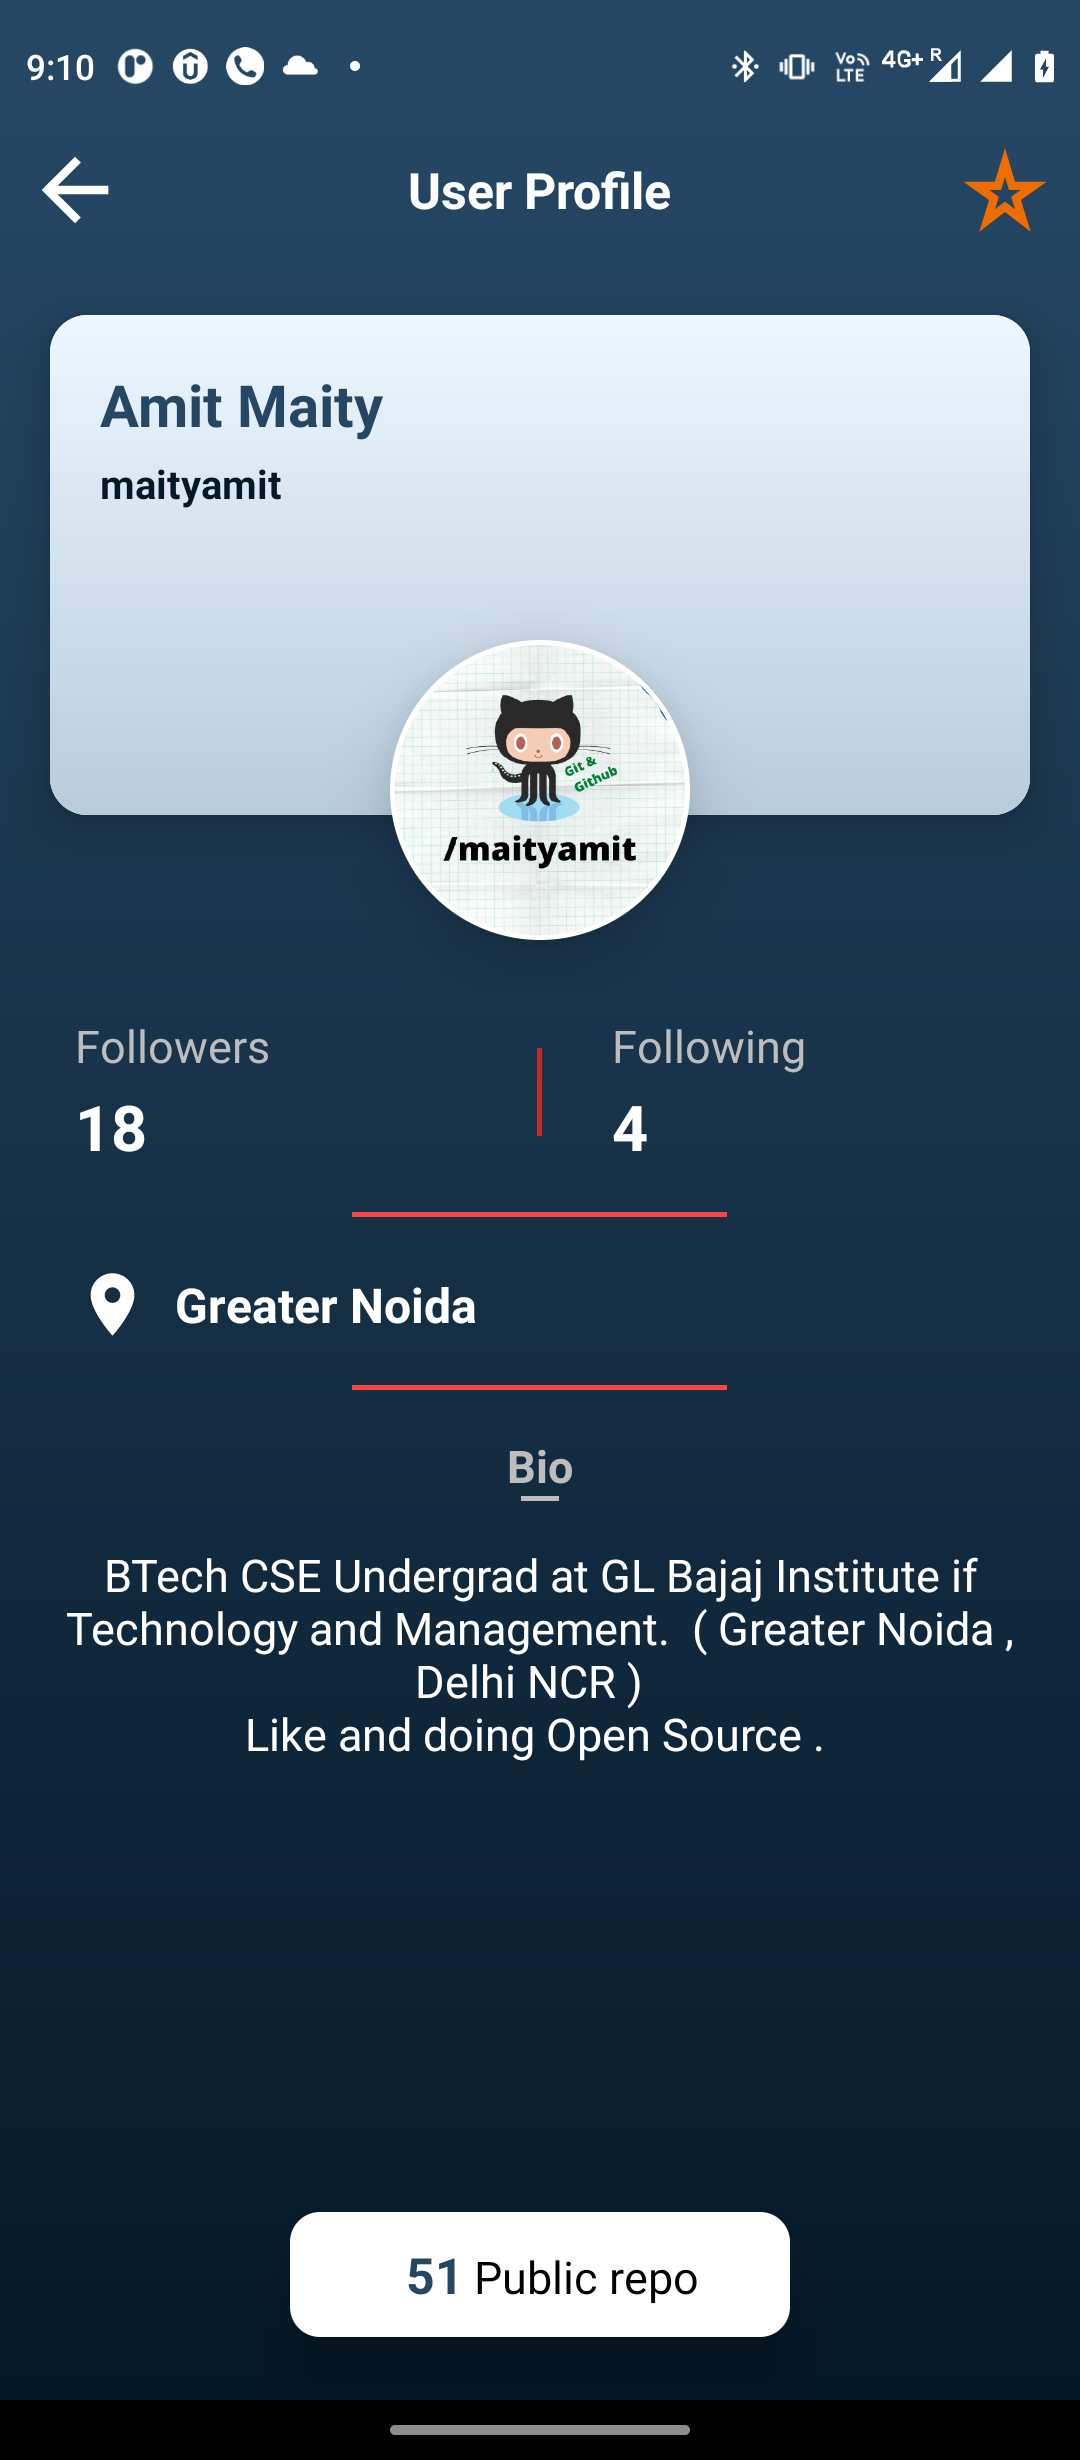 9:10
Vo LTE 4G+ R
User Profile
Amit Maity
maityamit
Git &
Github
/maityamit
Followers
Following
18
4
Greater Noida
Bio
BTech CSE Undergrad at GL Bajaj Institute if
Technology and Management.  ( Greater Noida ,
Delhi NCR )
Like and doing Open Source .
51 Public repo